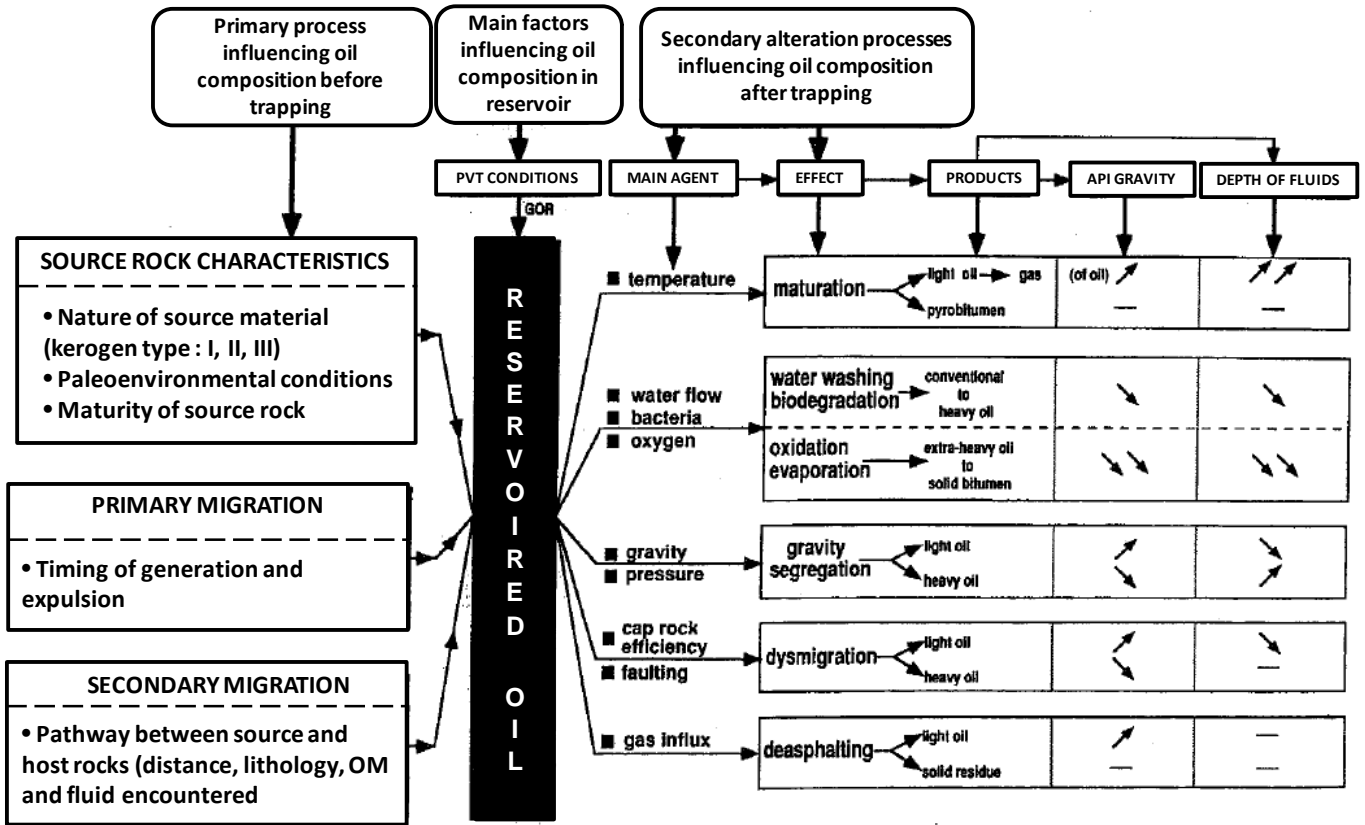 Primary process
influencing oil
composition before
trapping
Main factors
influencing oil
composition in
reservoir
Secondary alteration processes
influencing oil composition
after trapping
PVT CONDITIONS
MAIN AGENT
EFFECT
PRODUCTS
API GRAVITY
DEPTH OF FLUIDS
GOR
SOURCE ROCK CHARACTERISTICS
• Nature of source material
(kerogen type : I, II, III)
• Paleoenvironmental conditions
• Maturity of source rock
PRIMARY MIGRATION
• Timing of generation and
expulsion
SECONDARY MIGRATION
• Pathway between source and
host rocks (distance, lithology, OM
and fluid encountered
RESERVOIRED OIL
■ temperature
maturation
light oil
gas
pyrobitumen
(of oil)
■ water flow
■ bacteria
■ oxygen
water washing
biodegradation
conventional
to
heavy oil
oxidation
evaporation
extra-heavy oil
to
solid bitumen
■ gravity
■ pressure
gravity
segregation
light oil
heavy oil
■ cap rock
efficiency
■ faulting
dysmigration
light oil
heavy oil
■ gas influx
deasphalting
light oil
solid residue